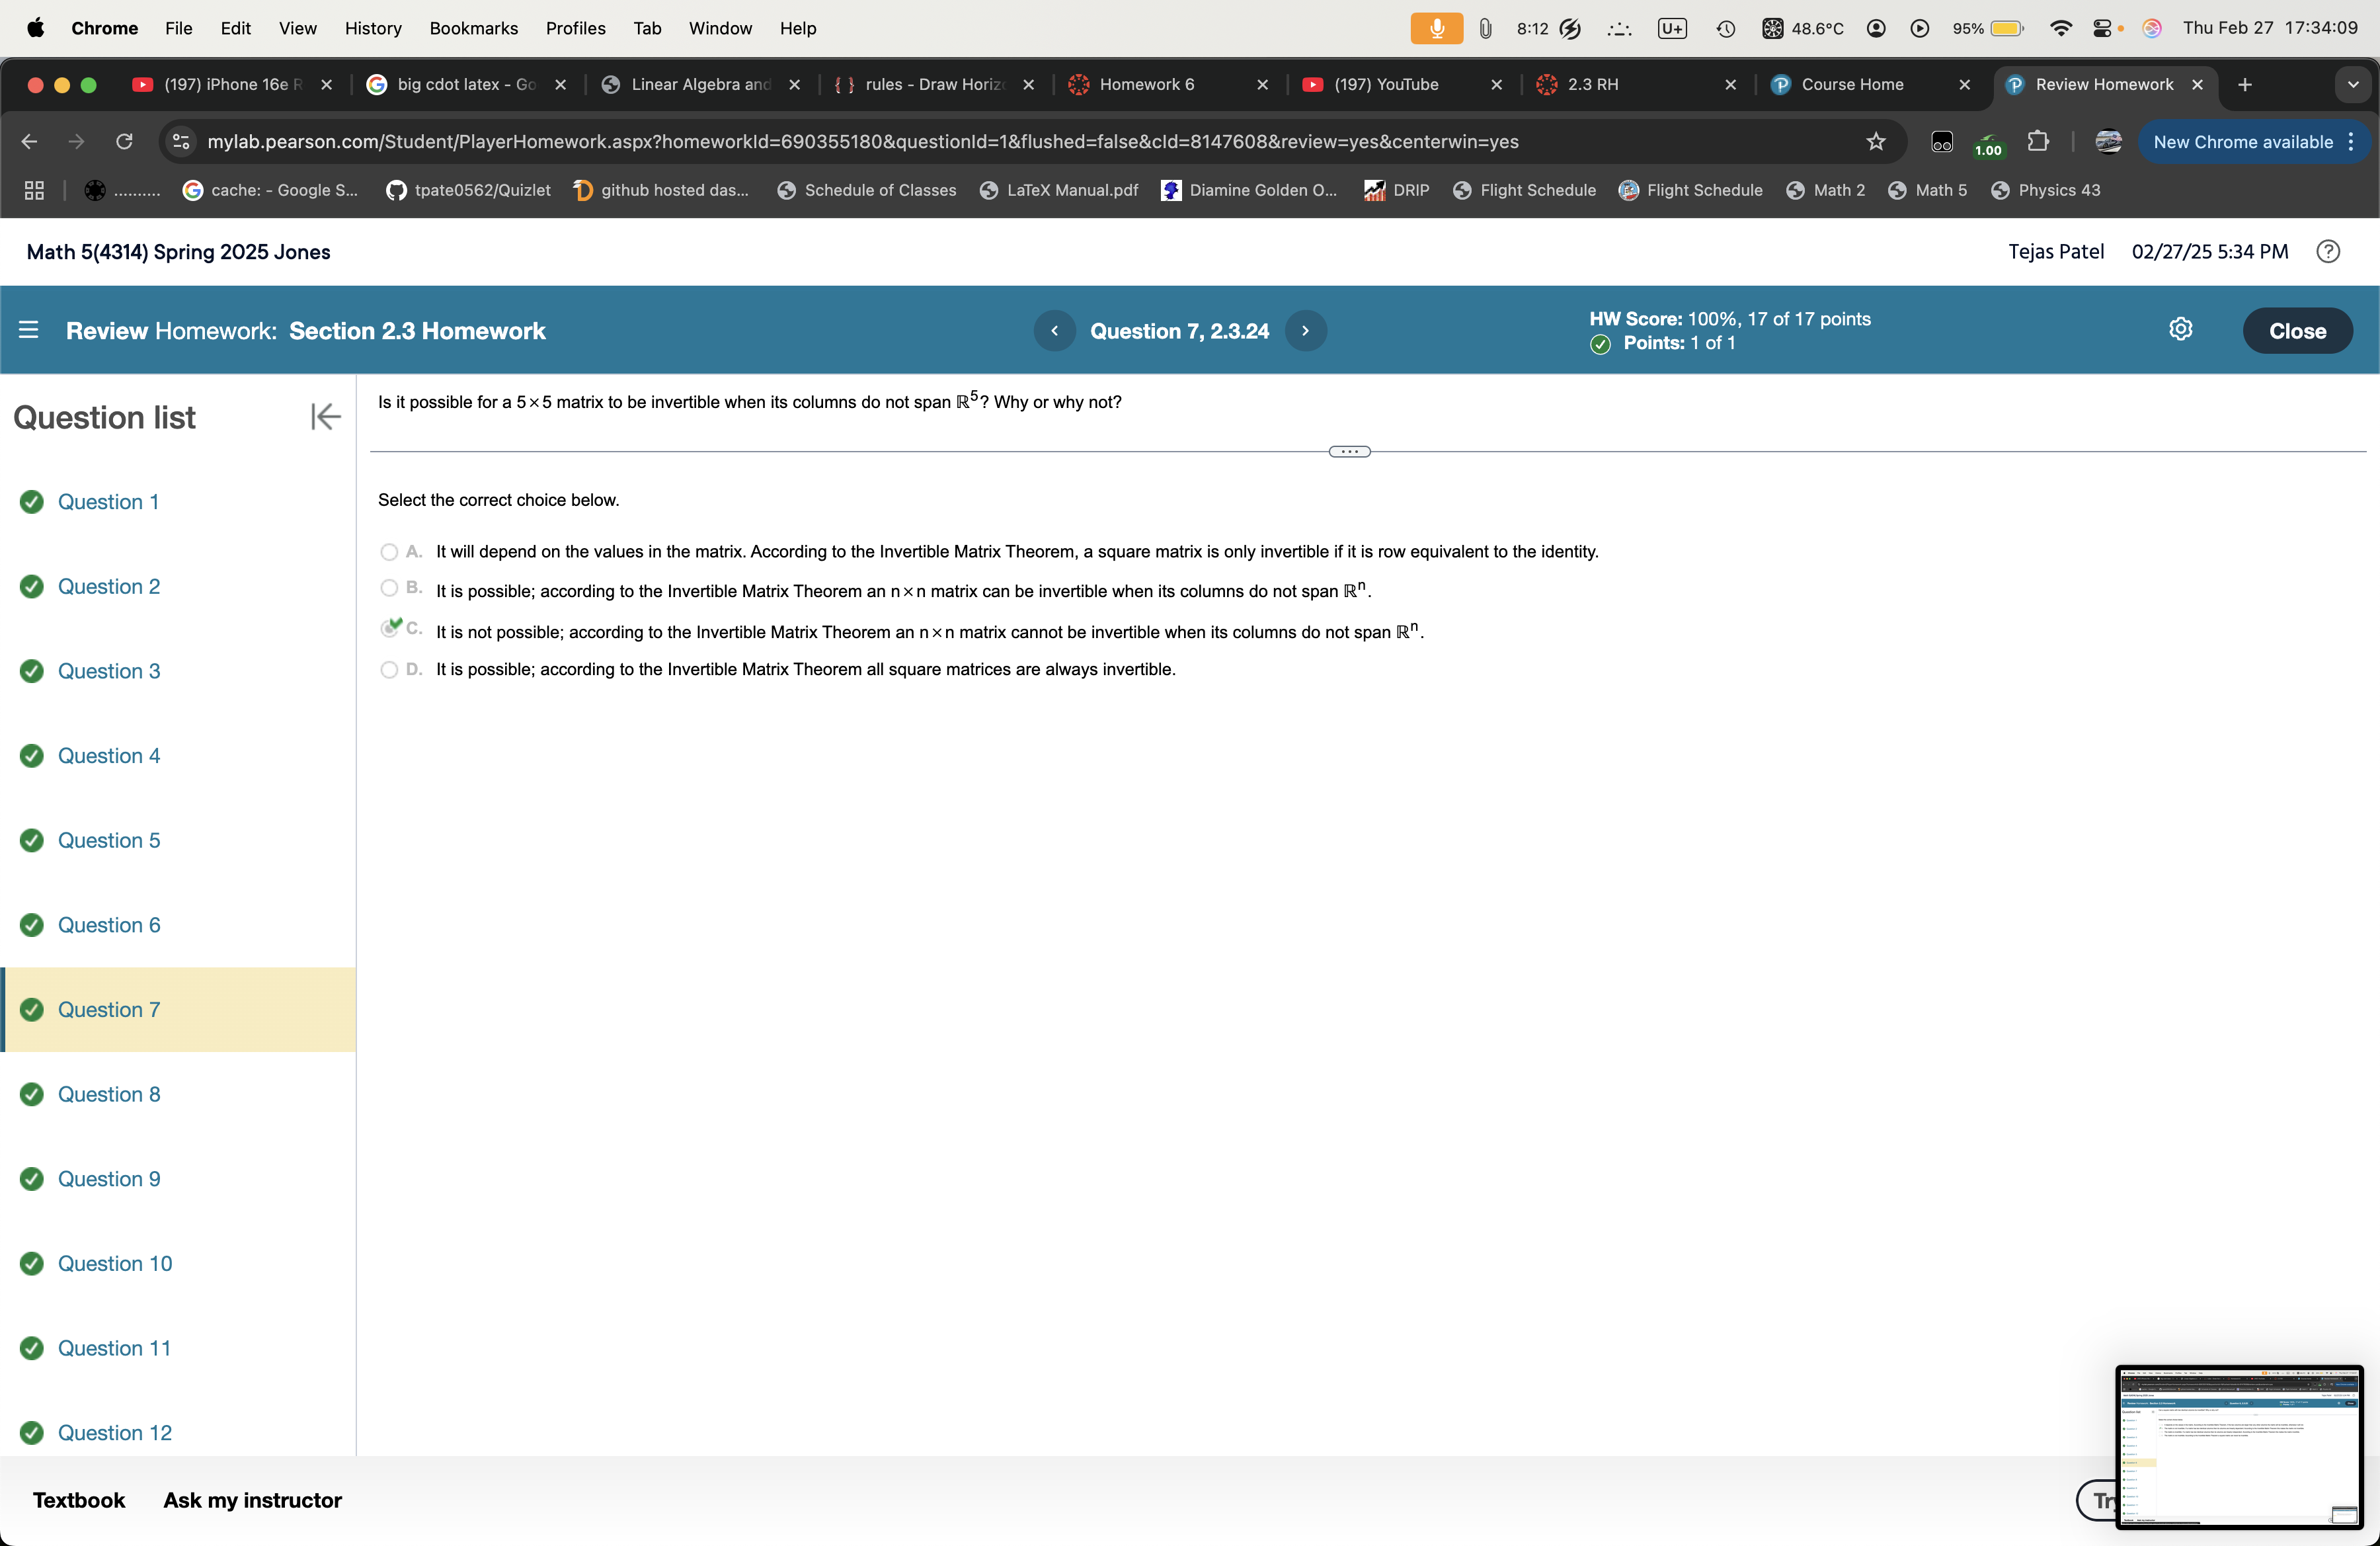 Chrome File Edit View History Bookmarks Profiles Tab Window Help 8:12 U+ 48.6°C 95% Thu Feb 27 17:34:09
(197) iPhone 16e R big cdot latex - Go Linear Algebra and rules - Draw Horizo Homework 6 (197) YouTube 2.3 RH Course Home Review Homework
mylab.pearson.com/Student/PlayerHomework.aspx?homeworkId=690355180&questionId=1&flushed=false&cId=8147608&review=yes&centerwin=yes 1.00 New Chrome available
.......... cache: - Google S... tpate0562/Quizlet github hosted das... Schedule of Classes LaTeX Manual.pdf Diamine Golden O... DRIP Flight Schedule Flight Schedule Math 2 Math 5 Physics 43
Math 5(4314) Spring 2025 Jones Tejas Patel 02/27/25 5:34 PM
Review Homework: Section 2.3 Homework Question 7, 2.3.24 HW Score: 100%, 17 of 17 points
Points: 1 of 1
Close
Question list
Question 1
Question 2
Question 3
Question 4
Question 5
Question 6
Question 7
Question 8
Question 9
Question 10
Question 11
Question 12
Is it possible for a 5×5 matrix to be invertible when its columns do not span ℝ⁵? Why or why not?
Select the correct choice below.
A. It will depend on the values in the matrix. According to the Invertible Matrix Theorem, a square matrix is only invertible if it is row equivalent to the identity.
B. It is possible; according to the Invertible Matrix Theorem an n×n matrix can be invertible when its columns do not span ℝⁿ.
C. It is not possible; according to the Invertible Matrix Theorem an n×n matrix cannot be invertible when its columns do not span ℝⁿ.
D. It is possible; according to the Invertible Matrix Theorem all square matrices are always invertible.
Textbook Ask my instructor